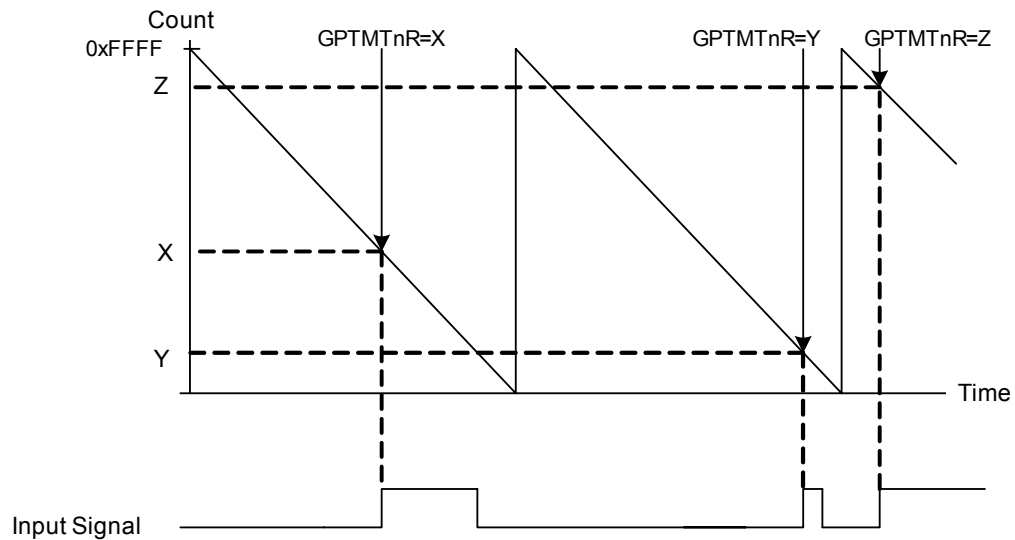 Count
0xFFFF
GPTMTnR=X
GPTMTnR=Y
GPTMTnR=Z
Z
X
Y
Time
Input Signal